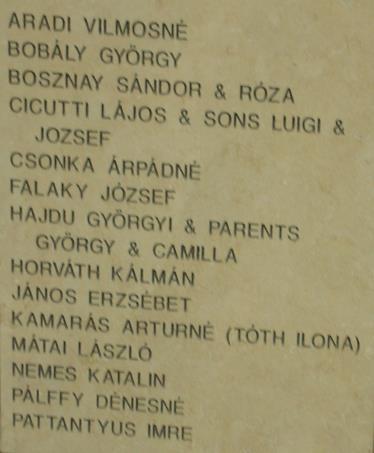 ARADI VILMOSNÉ
BOBÁLY GYÖRGY
BOSZNAY SÁNDOR & RÓZA
CICUTTI LÁJOS & SONS LUIGI &
JOZSEF
CSONKA ÁRPÁDNÉ
FALAKY JÓZSEF
HAJDU GYÖRGYI & PARENTS
GYÖRGY & CAMILLA
HORVÁTH KÁLMÁN
JÁNOS ERZSÉBET
KAMARÁS ARTURNÉ (TÓTH ILONA)
MÁTAI LÁSZLÓ
NEMES KATALIN
PÁLFFY DÉNESNÉ
PATTANTYUS IMRE